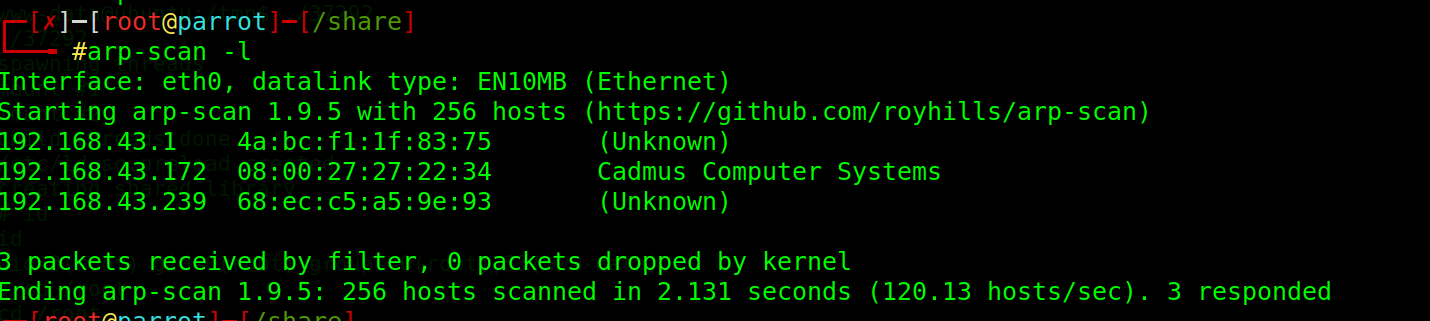 ┌─[✗]─[root@parrot]─[/share]
└──╼ #arp-scan -l
Interface: eth0, datalink type: EN10MB (Ethernet)
Starting arp-scan 1.9.5 with 256 hosts (https://github.com/royhills/arp-scan)
192.168.43.1    4a:bc:f1:1f:83:75       (Unknown)
192.168.43.172  08:00:27:27:22:34       Cadmus Computer Systems
192.168.43.239  68:ec:c5:a5:9e:93       (Unknown)
3 packets received by filter, 0 packets dropped by kernel
Ending arp-scan 1.9.5: 256 hosts scanned in 2.131 seconds (120.13 hosts/sec). 3 responded
─[root@parrot]─[/share]